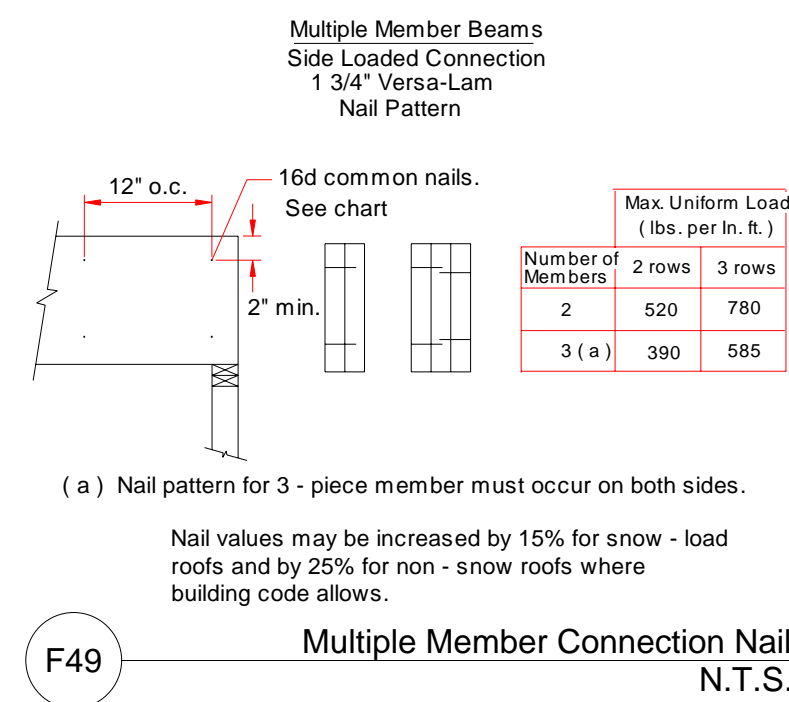 Multiple Member Beams
Side Loaded Connection
1 3/4" Versa-Lam
Nail Pattern
12" o.c.
16d common nails.
See chart
2" min.
Max. Uniform Load
( lbs. per ln. ft. )
Number of
Members
2 rows
3 rows
2
520
780
3 ( a )
390
585
( a ) Nail pattern for 3 - piece member must occur on both sides.
Nail values may be increased by 15% for snow - load
roofs and by 25% for non - snow roofs where
building code allows.
F49
Multiple Member Connection Nail
N.T.S.